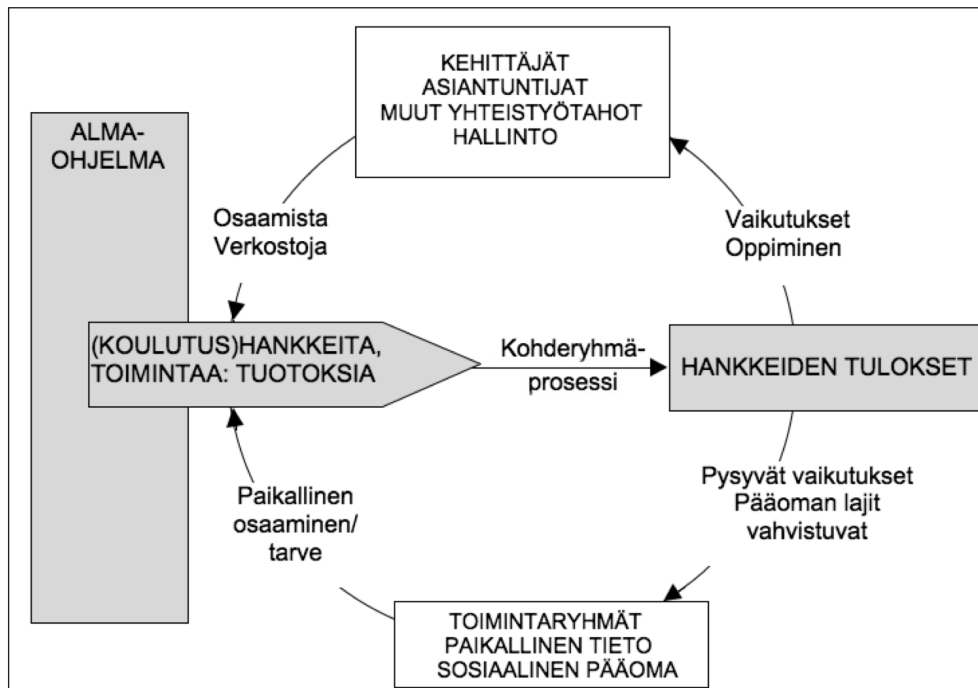 KEHITTÄJÄT
ASIANTUNTIJAT
MUUT YHTEISTYÖTAHOT
HALLINTO
ALMA-
OHJELMA
Osaamista
Verkostoja
Vaikutukset
Oppiminen
(KOULUTUS)HANKKEITA,
TOIMINTAA: TUOTOKSIA
Kohderyhmä-
prosessi
HANKKEIDEN TULOKSET
Paikallinen
osaaminen/
tarve
Pysyvät vaikutukset
Pääoman lajit
vahvistuvat
TOIMINTARYHMÄT
PAIKALLINEN TIETO
SOSIAALINEN PÄÄOMA